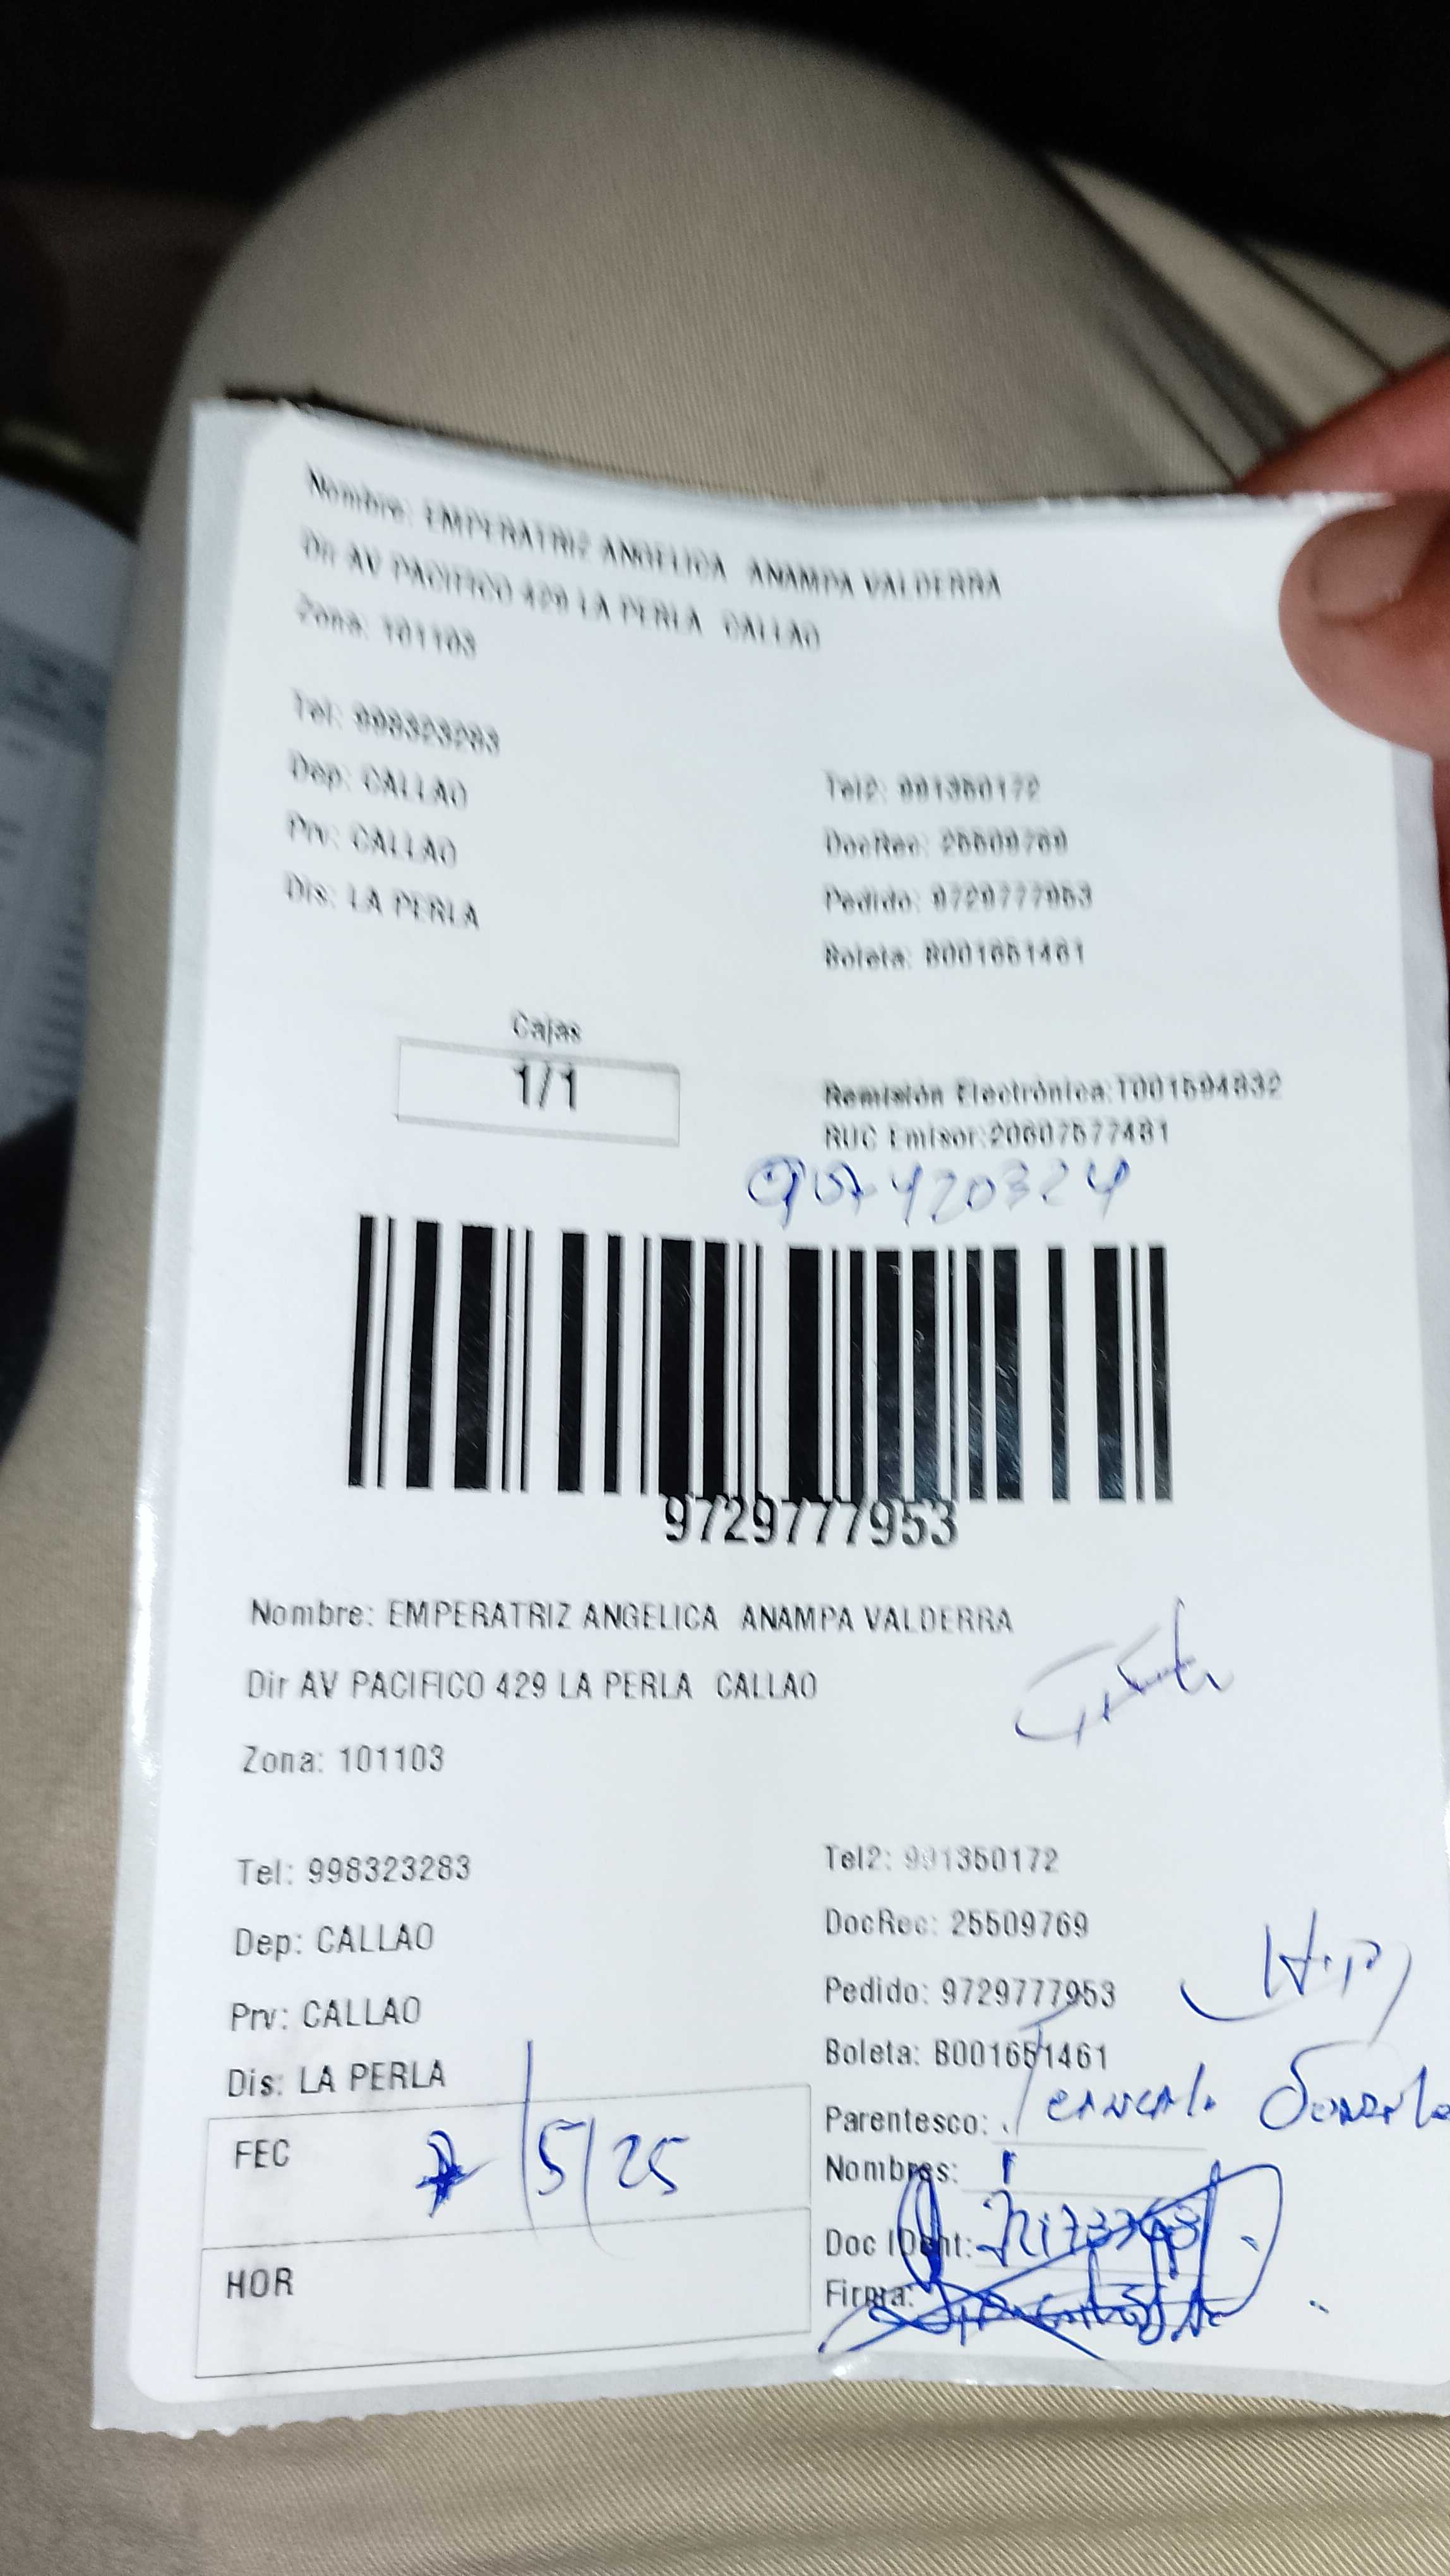 Nombre: EMPERATRIZ ANGELICA ANAMPA VALDERRA
Dir AV PACIFICO 429 LA PERLA CALLAO
Zona: 101103
Tel: 998323283
Dep: CALLAO
Prv: CALLAO
Dis: LA PERLA
Tel2: 991350172
DocRec: 25509769
Pedido: 9729777953
Boleta: B001651461
Cajas
1/1
Remisión Electrónica:T001594832
RUC Emisor:20607577481
420324
9729777953
Nombre: EMPERATRIZ ANGELICA ANAMPA VALDERRA
Dir AV PACIFICO 429 LA PERLA CALLAO
Zona: 101103
Tel: 998323283
Dep: CALLAO
Prv: CALLAO
Dis: LA PERLA
Tel2: 991350172
DocRec: 25509769
Pedido: 9729777953
Boleta: B001651461
Parentesco:
Nombres:
Doc IDent:
Firma:
FEC /5/25
HOR